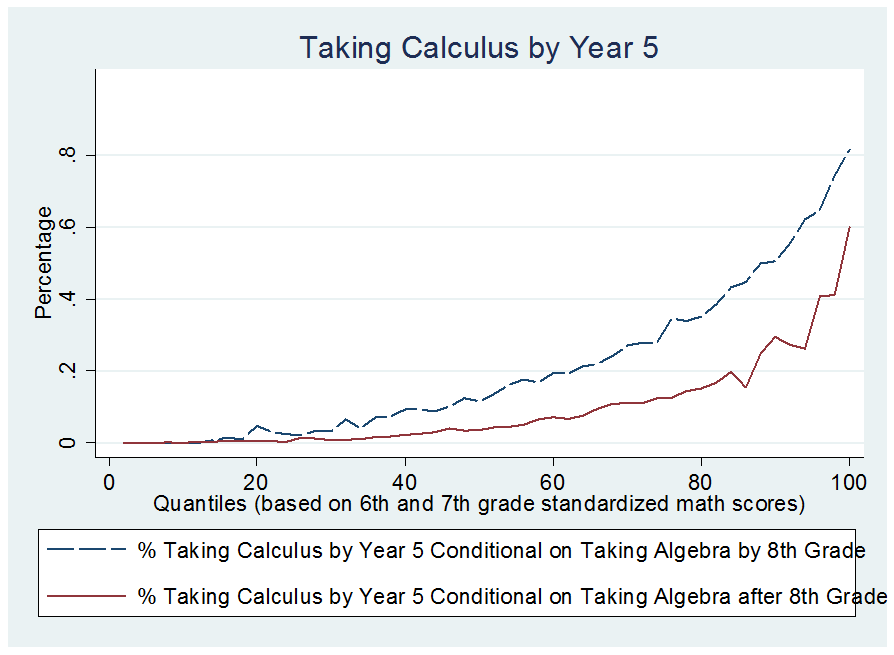 Taking Calculus by Year 5
Percentage
.8
.6
.4
.2
0
0 20 40 60 80 100
Quantiles (based on 6th and 7th grade standardized math scores)
% Taking Calculus by Year 5 Conditional on Taking Algebra by 8th Grade
% Taking Calculus by Year 5 Conditional on Taking Algebra after 8th Grade